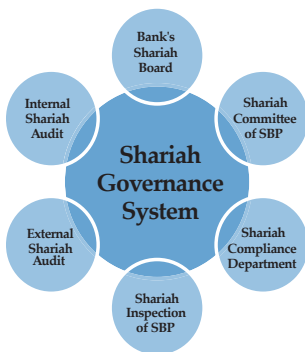 Bank's
Shariah
Board
Internal
Shariah
Audit
Shariah
Committee
of SBP
Shariah
Governance
System
External
Shariah
Audit
Shariah
Compliance
Department
Shariah
Inspection
of SBP